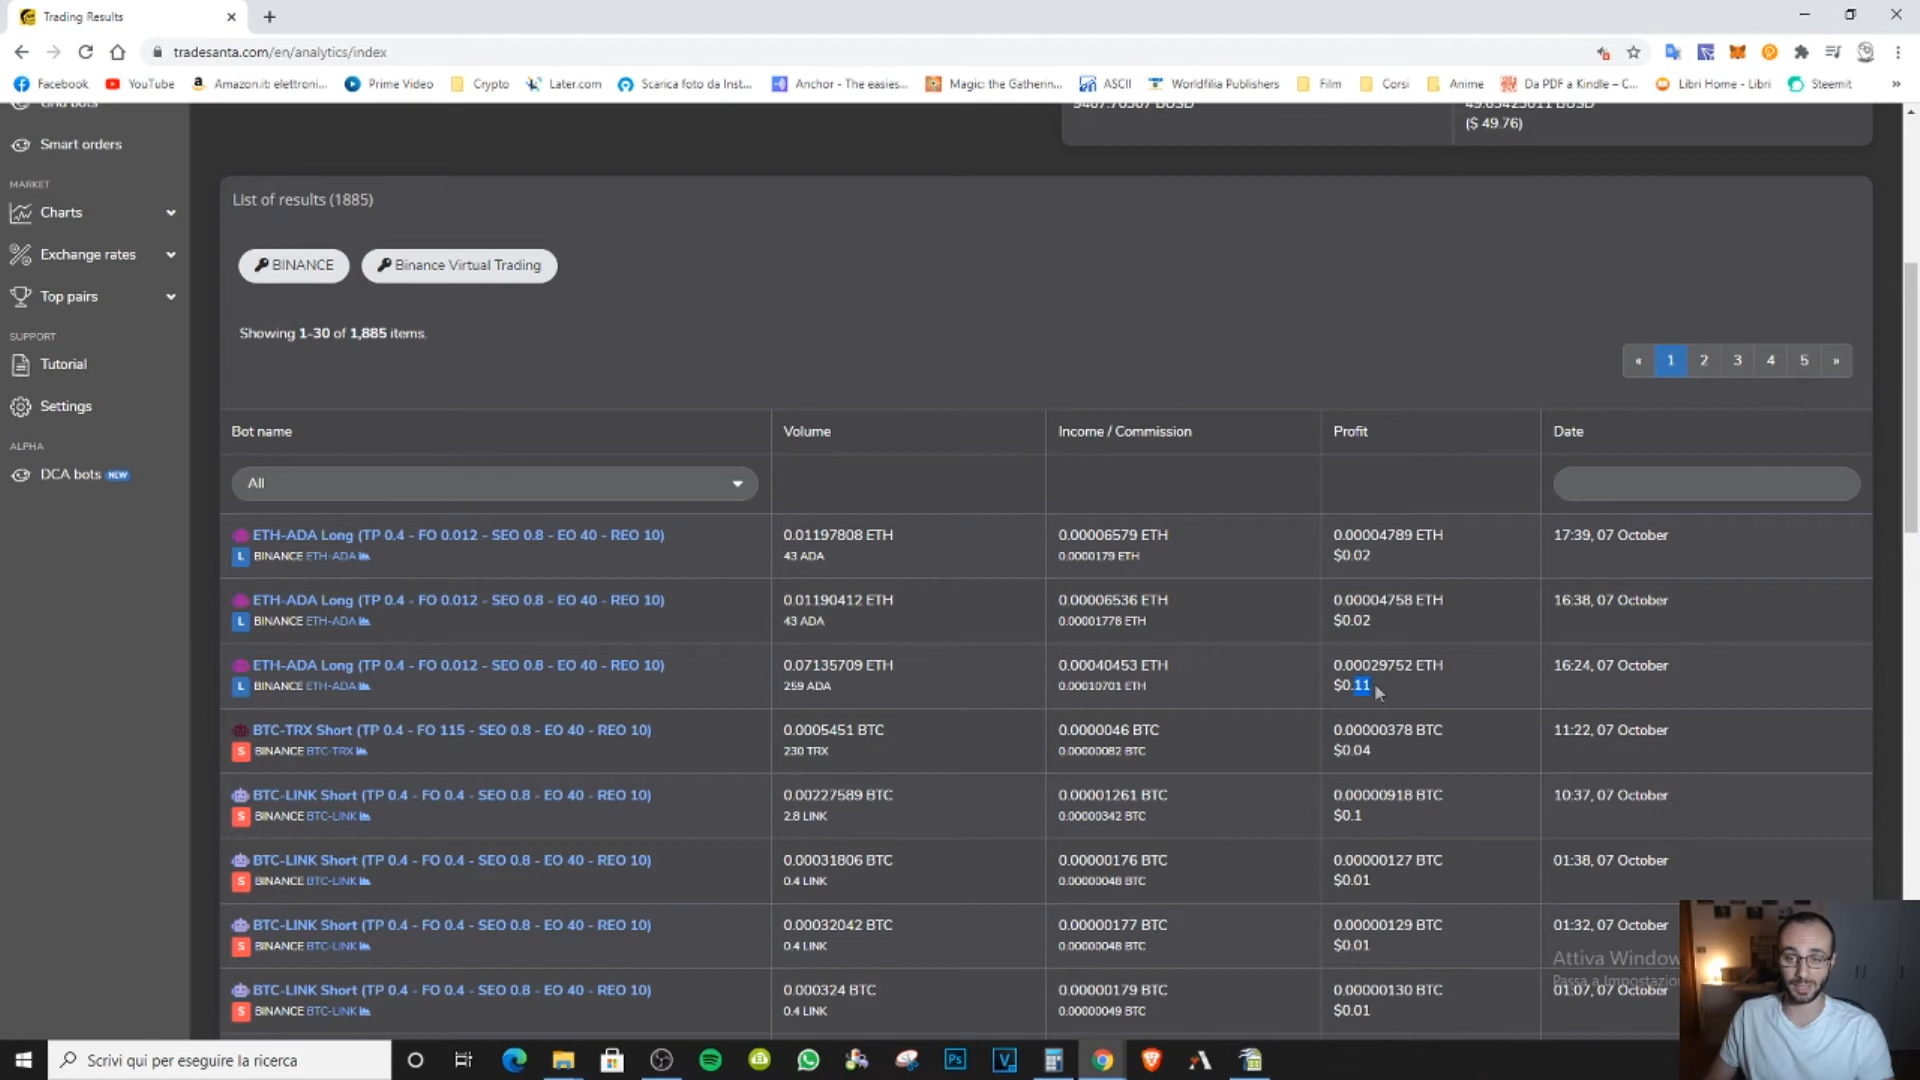 Trading Results
tradesanta.com/en/analytics/index
Facebook YouTube Amazon.it: elettroni... Prime Video Crypto Later.com Scarica foto da Inst... Anchor - The easies... Magic: the Gatherin... ASCII Worldfilia Publishers Film Corsi Anime Da PDF a Kindle – C... Libri Home - Libri Steemit »
Grid bots
Smart orders
MARKET
Charts
Exchange rates
Top pairs
SUPPORT
Tutorial
Settings
ALPHA
DCA bots NEW
($ 49.76)
List of results (1885)
BINANCE Binance Virtual Trading
Showing 1-30 of 1,885 items.
« 1 2 3 4 5 »
Bot name Volume Income / Commission Profit Date
All
ETH-ADA Long (TP 0.4 - FO 0.012 - SEO 0.8 - EO 40 - REO 10) 0.01197808 ETH 0.00006579 ETH 0.00004789 ETH 17:39, 07 October
L BINANCE ETH-ADA 43 ADA 0.0000179 ETH $0.02
ETH-ADA Long (TP 0.4 - FO 0.012 - SEO 0.8 - EO 40 - REO 10) 0.01190412 ETH 0.00006536 ETH 0.00004758 ETH 16:38, 07 October
L BINANCE ETH-ADA 43 ADA 0.00001778 ETH $0.02
ETH-ADA Long (TP 0.4 - FO 0.012 - SEO 0.8 - EO 40 - REO 10) 0.07135709 ETH 0.00040453 ETH 0.00029752 ETH 16:24, 07 October
L BINANCE ETH-ADA 259 ADA 0.00010701 ETH $0.11
BTC-TRX Short (TP 0.4 - FO 115 - SEO 0.8 - EO 40 - REO 10) 0.0005451 BTC 0.0000046 BTC 0.00000378 BTC 11:22, 07 October
S BINANCE BTC-TRX 230 TRX 0.00000082 BTC $0.04
BTC-LINK Short (TP 0.4 - FO 0.4 - SEO 0.8 - EO 40 - REO 10) 0.00227589 BTC 0.00001261 BTC 0.00000918 BTC 10:37, 07 October
S BINANCE BTC-LINK 2.8 LINK 0.00000342 BTC $0.1
BTC-LINK Short (TP 0.4 - FO 0.4 - SEO 0.8 - EO 40 - REO 10) 0.00031806 BTC 0.00000176 BTC 0.00000127 BTC 01:38, 07 October
S BINANCE BTC-LINK 0.4 LINK 0.00000048 BTC $0.01
BTC-LINK Short (TP 0.4 - FO 0.4 - SEO 0.8 - EO 40 - REO 10) 0.00032042 BTC 0.00000177 BTC 0.00000129 BTC 01:32, 07 October
S BINANCE BTC-LINK 0.4 LINK 0.00000048 BTC $0.01
Attiva Window
Passa a Impostazio
BTC-LINK Short (TP 0.4 - FO 0.4 - SEO 0.8 - EO 40 - REO 10) 0.000324 BTC 0.00000179 BTC 0.00000130 BTC 01:07, 07 October
S BINANCE BTC-LINK 0.4 LINK 0.00000049 BTC $0.01
Scrivi qui per eseguire la ricerca